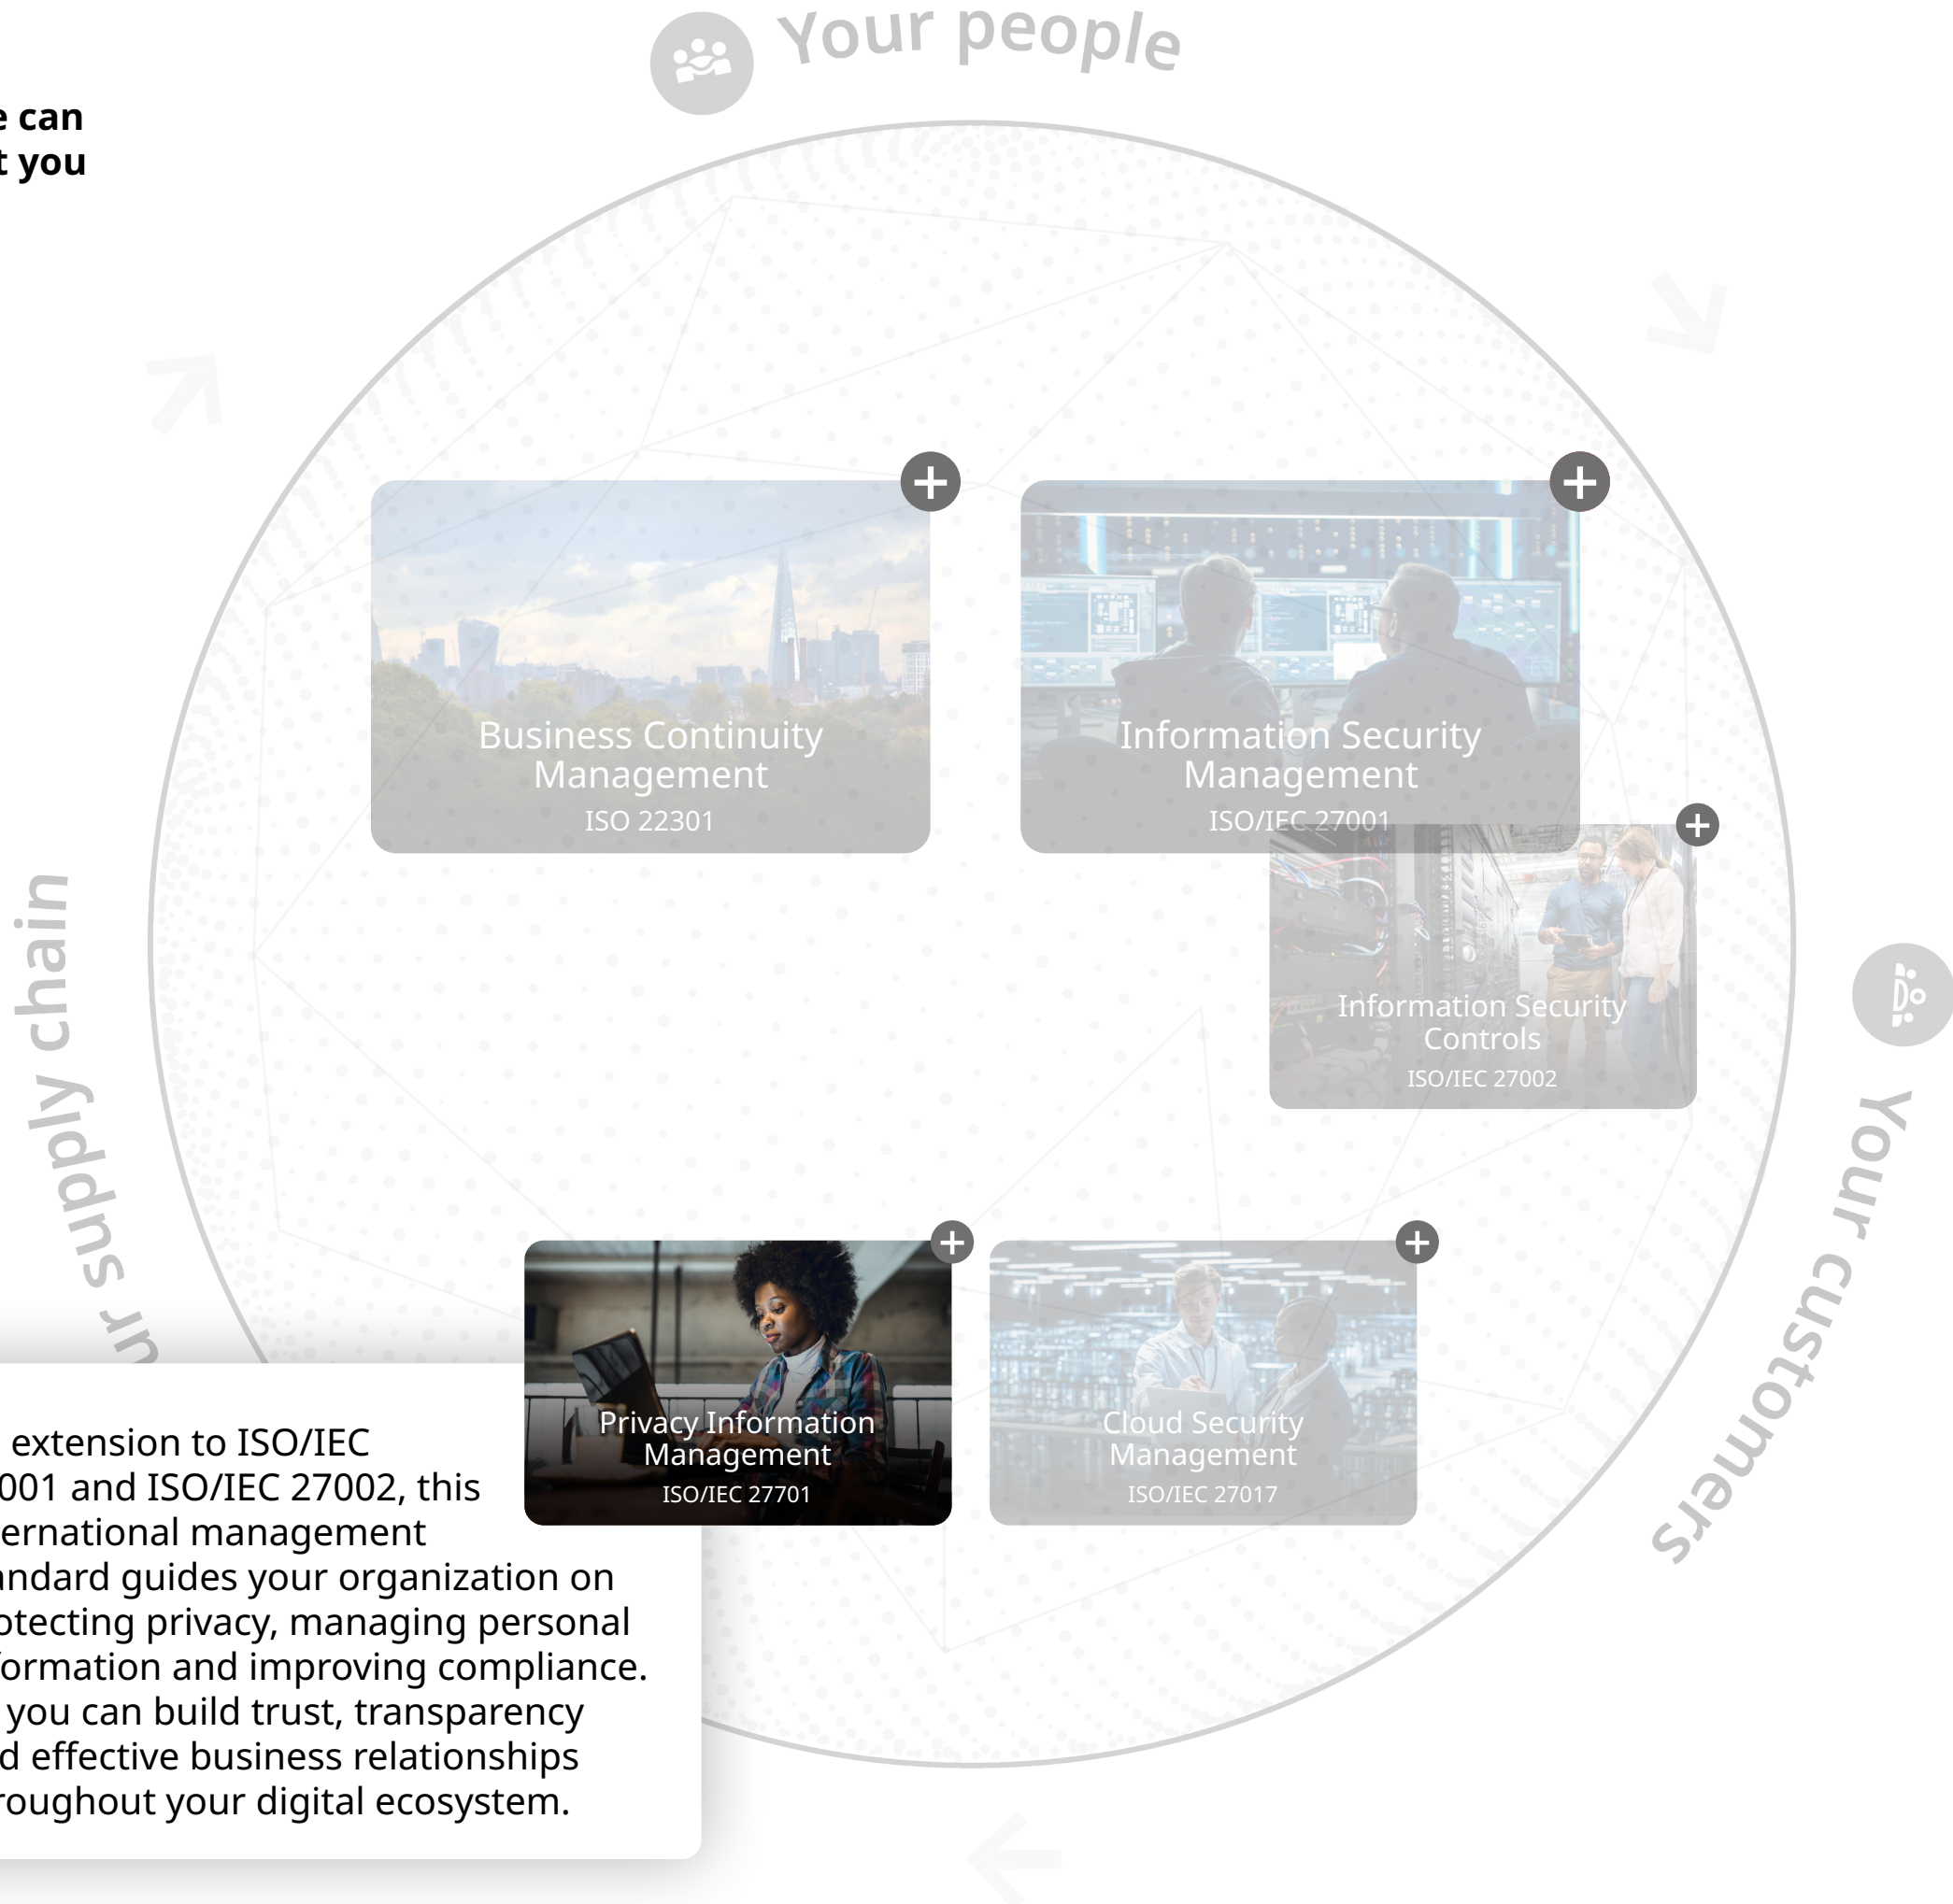 Your people
can
you
Business Continuity
Management
ISO 22301
Information Security
Management
ISO/IEC 27001
Information Security
Controls
ISO/IEC 27002
supply chain
Your customers
Privacy Information
Management
ISO/IEC 27701
Cloud Security
Management
ISO/IEC 27017
extension to ISO/IEC
001 and ISO/IEC 27002, this
ernational management
andard guides your organization on
otecting privacy, managing personal
formation and improving compliance.
you can build trust, transparency
d effective business relationships
roughout your digital ecosystem.